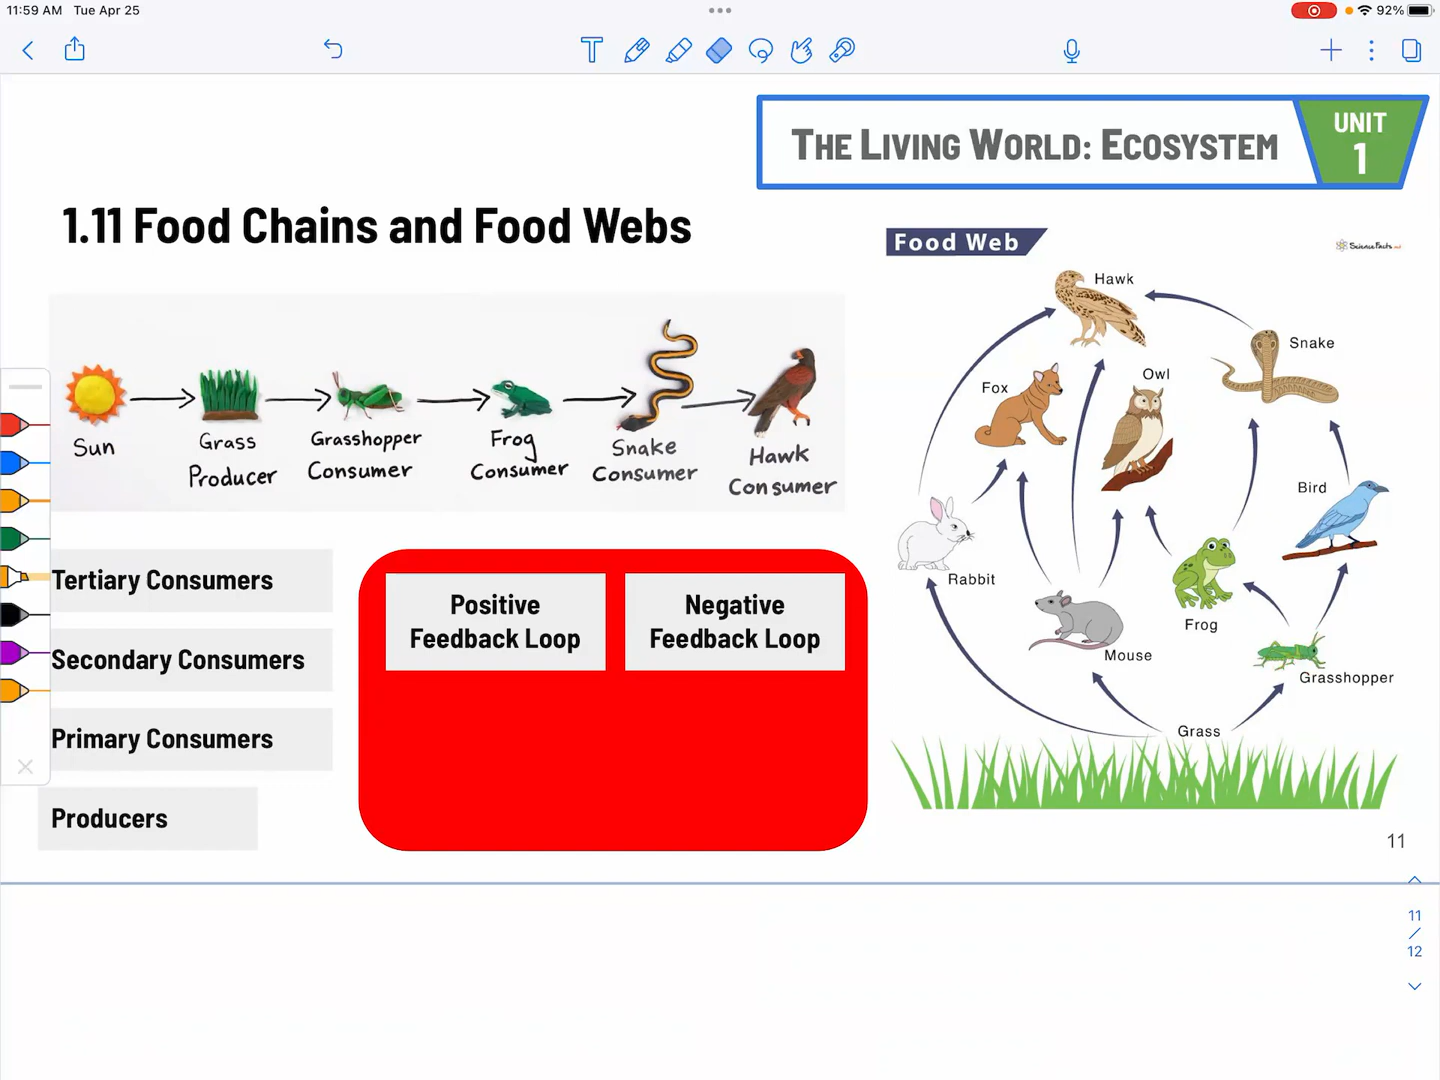 11:59 AM Tue Apr 25
92%
THE LIVING WORLD: ECOSYSTEM
UNIT
1
1.11 Food Chains and Food Webs
Food Web
ScienceFacts.net
Hawk
Snake
Fox
Owl
Bird
Rabbit
Frog
Mouse
Grasshopper
Grass
Sun
Grass
Producer
Grasshopper
Consumer
Frog
Consumer
Snake
Consumer
Hawk
Consumer
Tertiary Consumers
Secondary Consumers
Primary Consumers
Producers
Positive
Feedback Loop
Negative
Feedback Loop
11
11
/
12